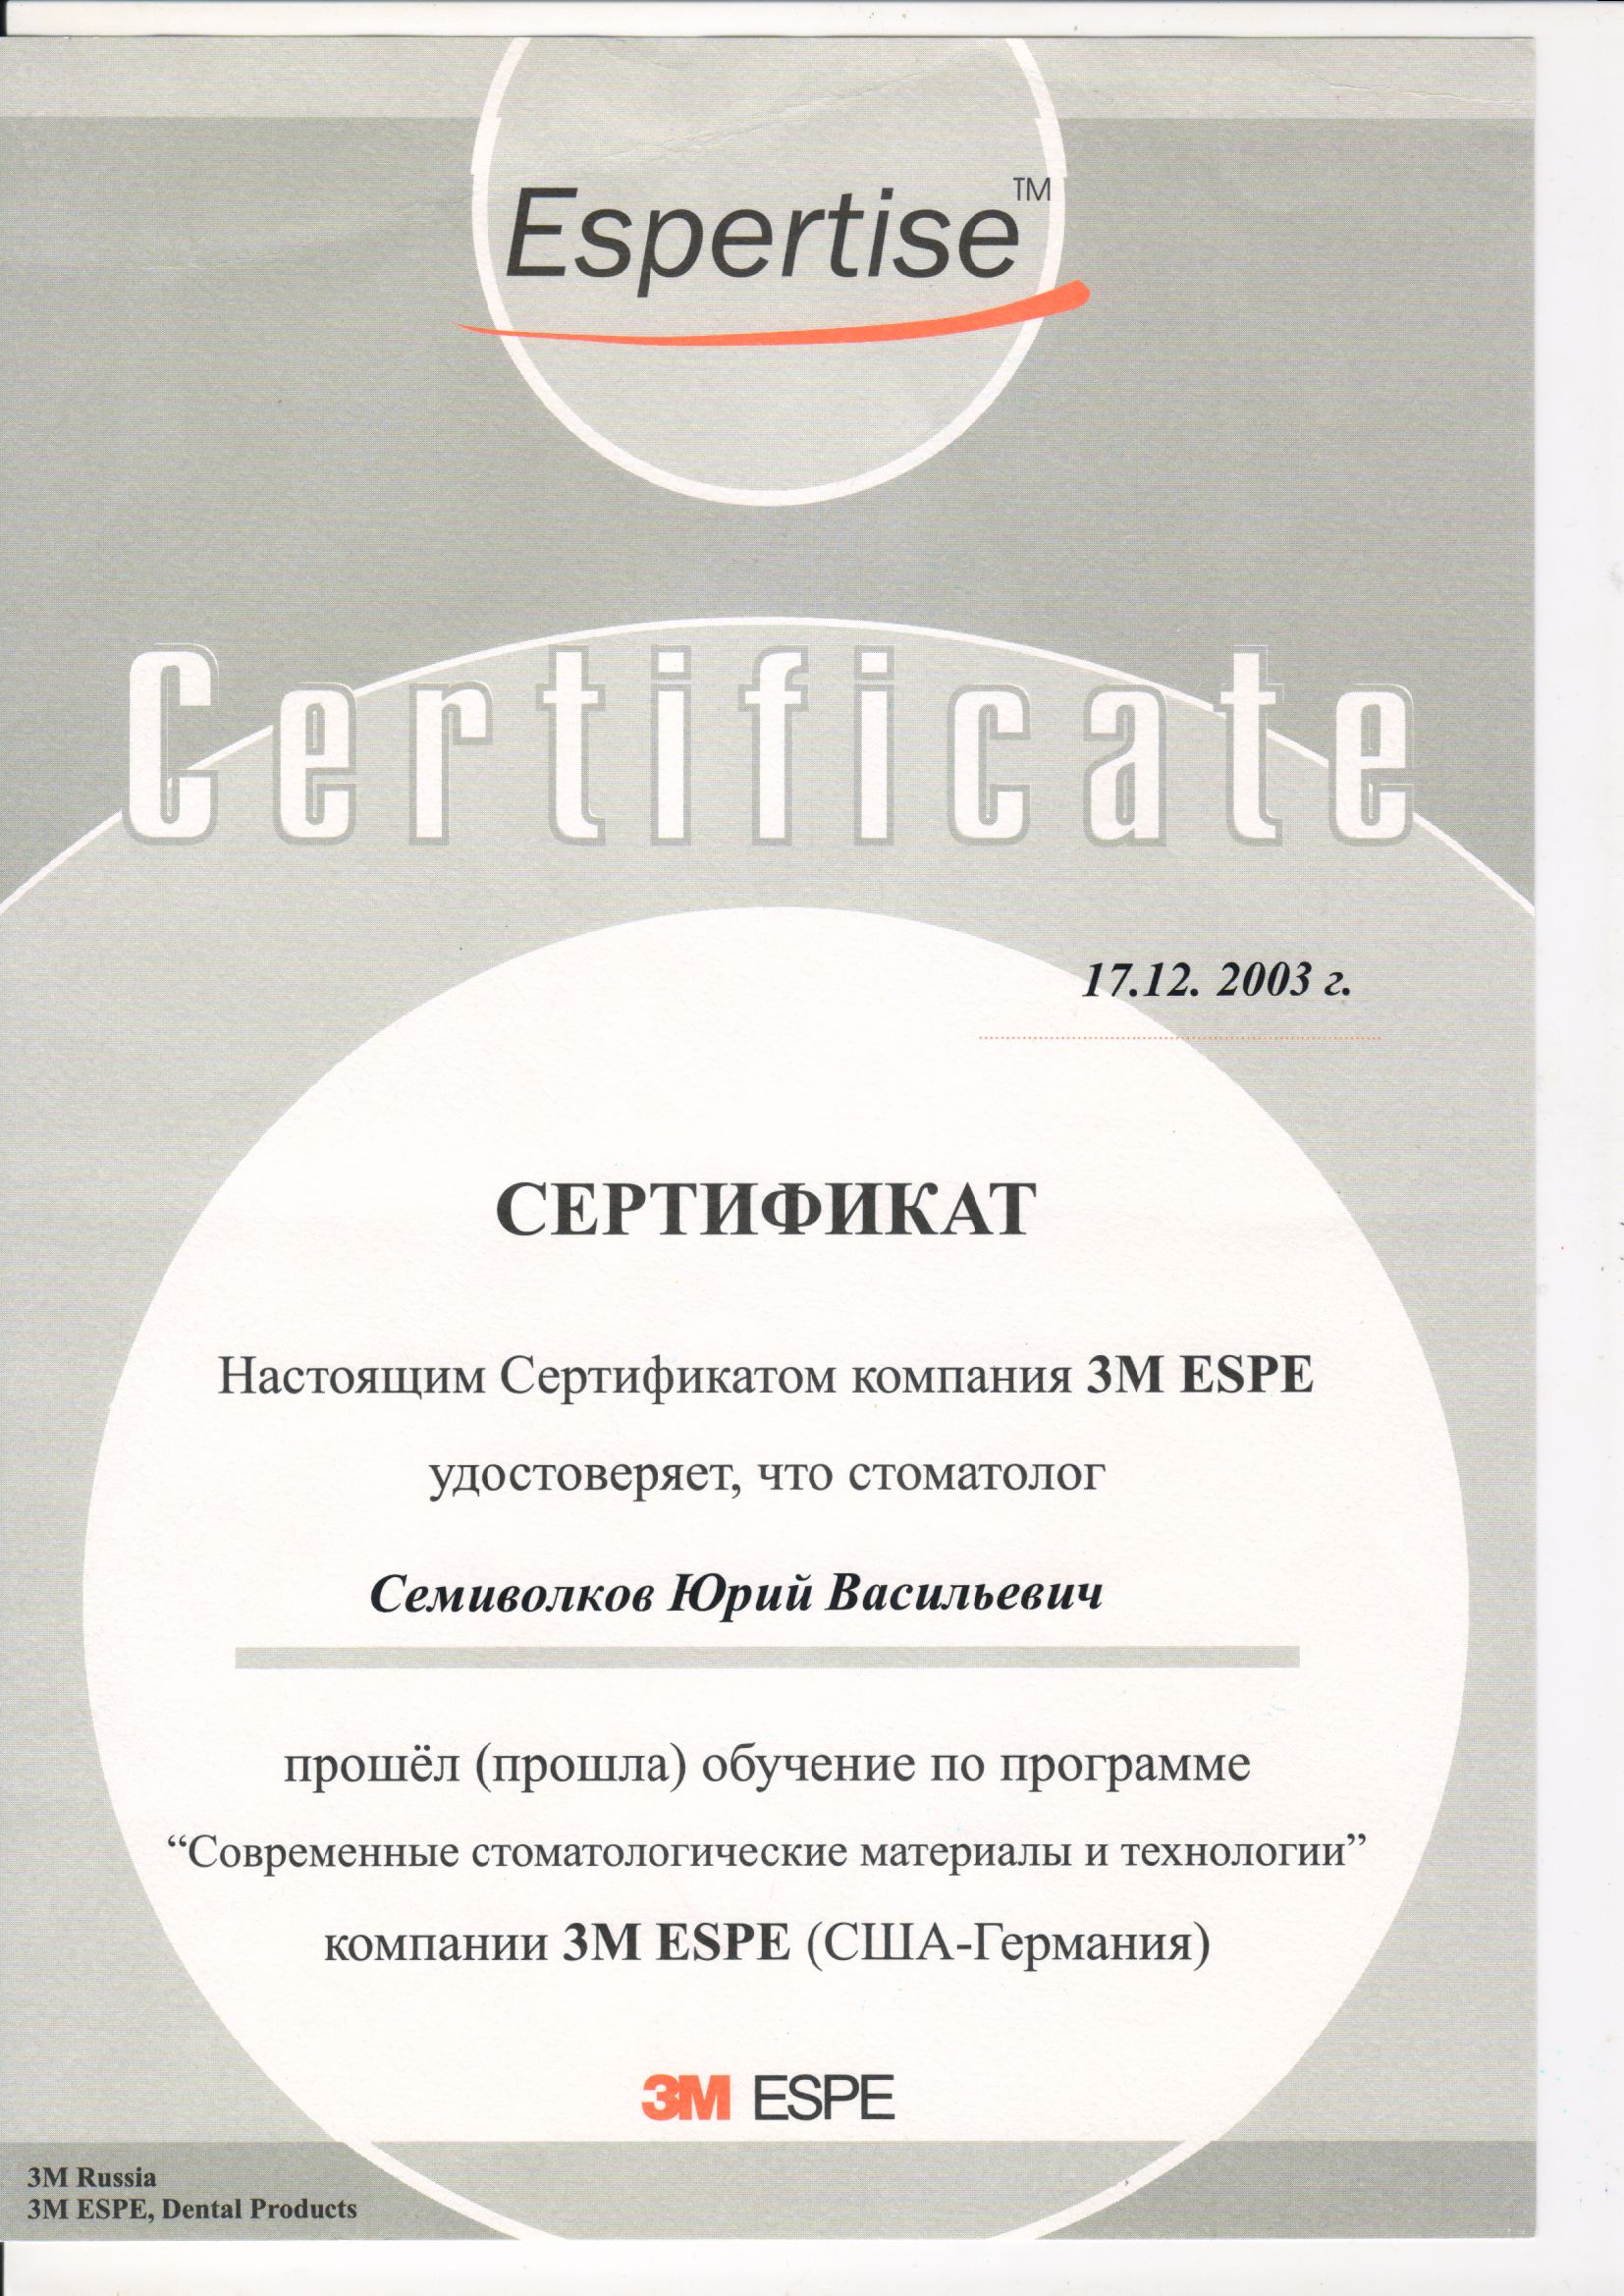 Espertise™
Certificate
17.12. 2003 г.
СЕРТИФИКАТ
Настоящим Сертификатом компания 3M ESPE
удостоверяет, что стоматолог
Семиволков Юрий Васильевич
прошёл (прошла) обучение по программе
“Современные стоматологические материалы и технологии”
компании 3M ESPE (США-Германия)
3M ESPE
3M Russia
3M ESPE, Dental Products